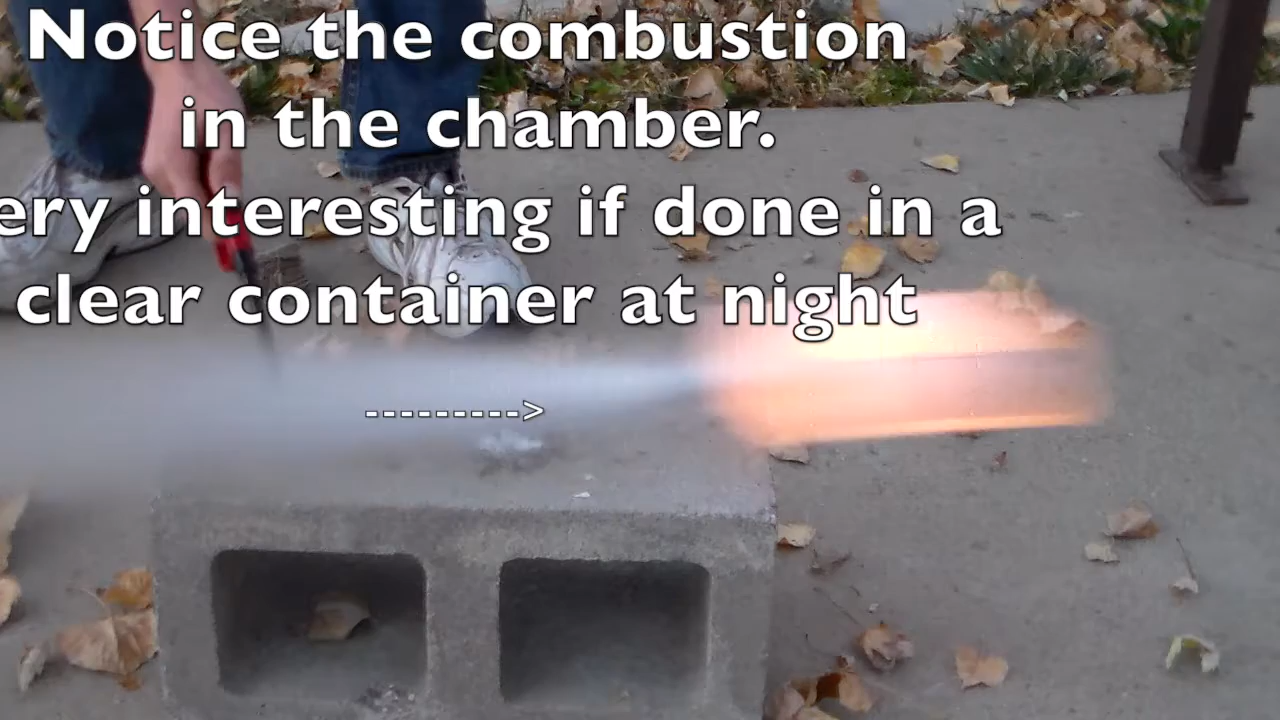 Notice the combustion
in the chamber.
ery interesting if done in a
clear container at night
--------->